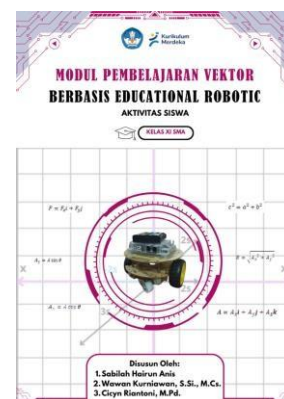 Kurikulum
Merdeka
MODUL PEMBELAJARAN VEKTOR
BERBASIS EDUCATIONAL ROBOTIC
AKTIVITAS SISWA
KELAS XI SMA
Disusun Oleh:
1. Sabilah Hairun Anis
2. Wawan Kurniawan, S.Si., M.Cs.
3. Cicyn Riantoni, M.Pd.